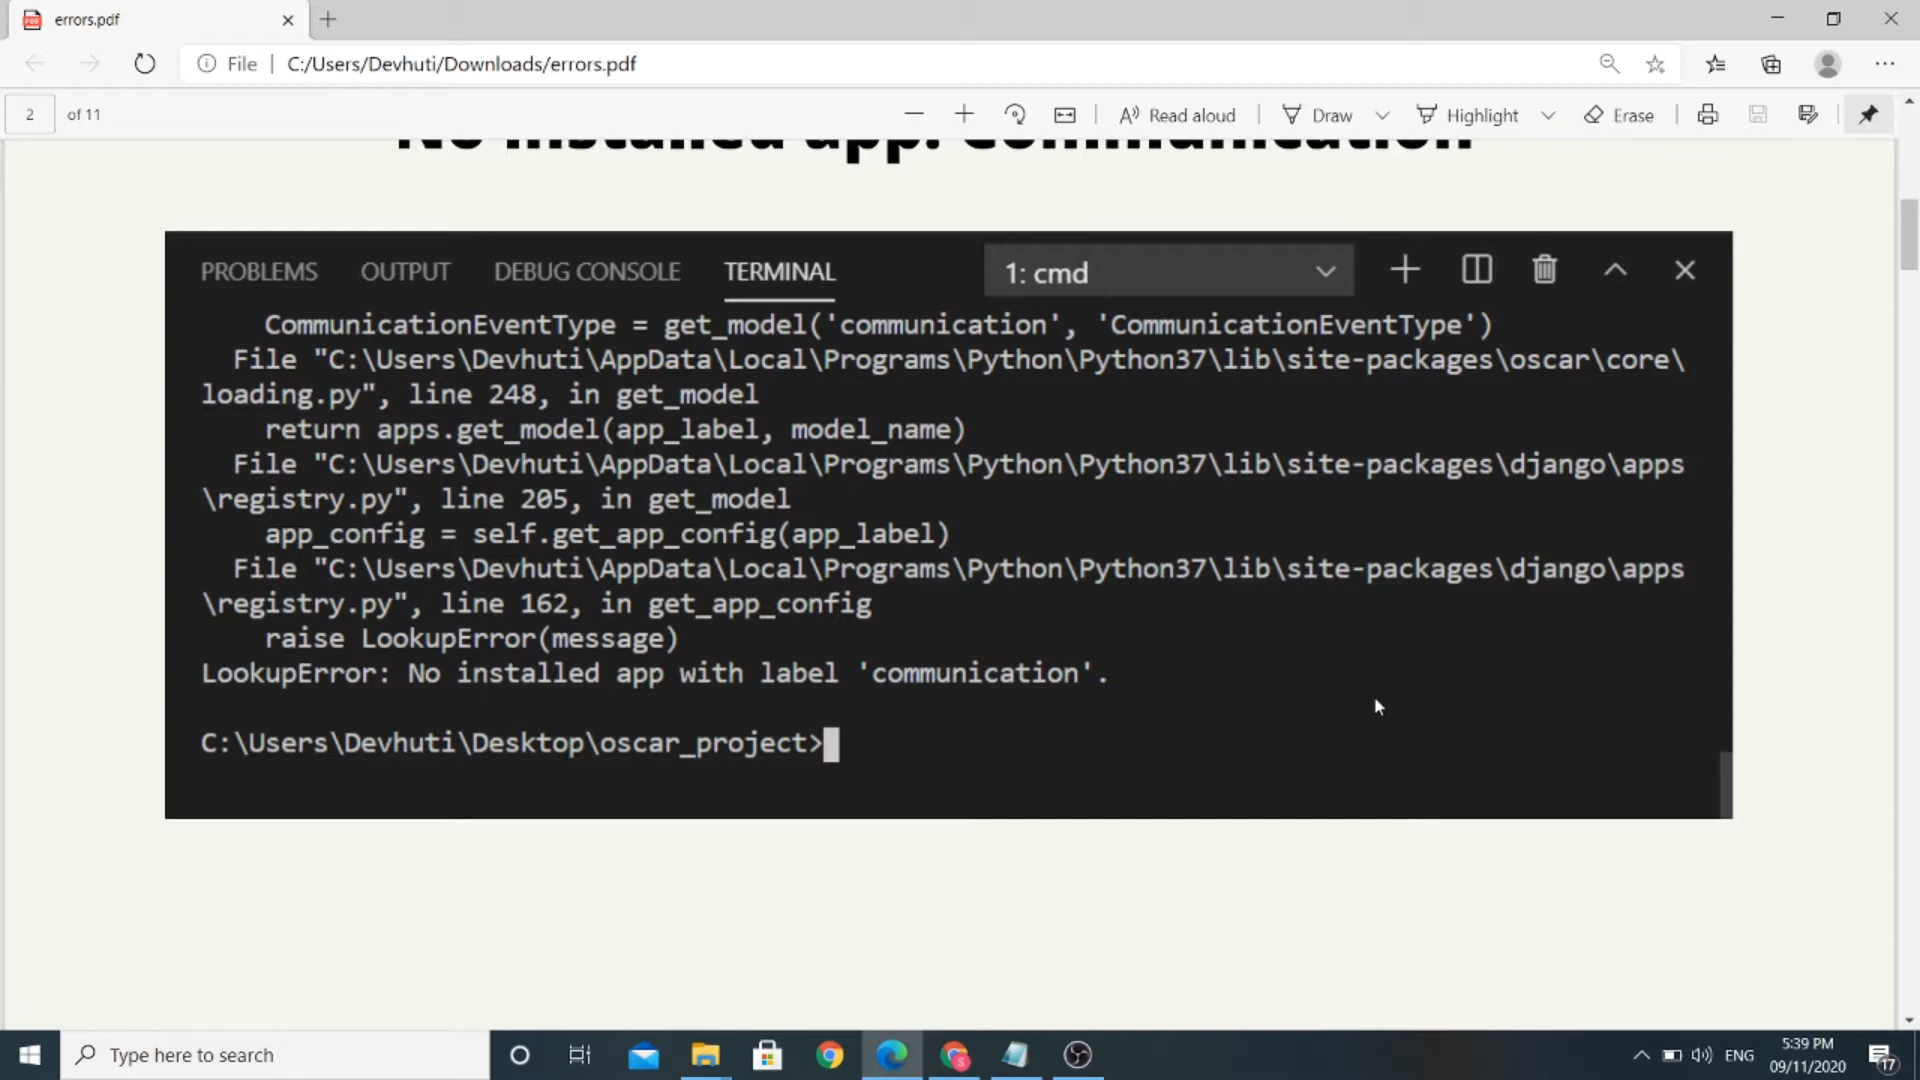 errors.pdf
File | C:/Users/Devhuti/Downloads/errors.pdf
2 of 11
Read aloud
Draw
Highlight
Erase
No installed app: communication
PROBLEMS OUTPUT DEBUG CONSOLE TERMINAL 1: cmd
CommunicationEventType = get_model('communication', 'CommunicationEventType')
File "C:\Users\Devhuti\AppData\Local\Programs\Python\Python37\lib\site-packages\oscar\core\
loading.py", line 248, in get_model
return apps.get_model(app_label, model_name)
File "C:\Users\Devhuti\AppData\Local\Programs\Python\Python37\lib\site-packages\django\apps
\registry.py", line 205, in get_model
app_config = self.get_app_config(app_label)
File "C:\Users\Devhuti\AppData\Local\Programs\Python\Python37\lib\site-packages\django\apps
\registry.py", line 162, in get_app_config
raise LookupError(message)
LookupError: No installed app with label 'communication'.
C:\Users\Devhuti\Desktop\oscar_project>
Type here to search
ENG
5:39 PM
09/11/2020
17